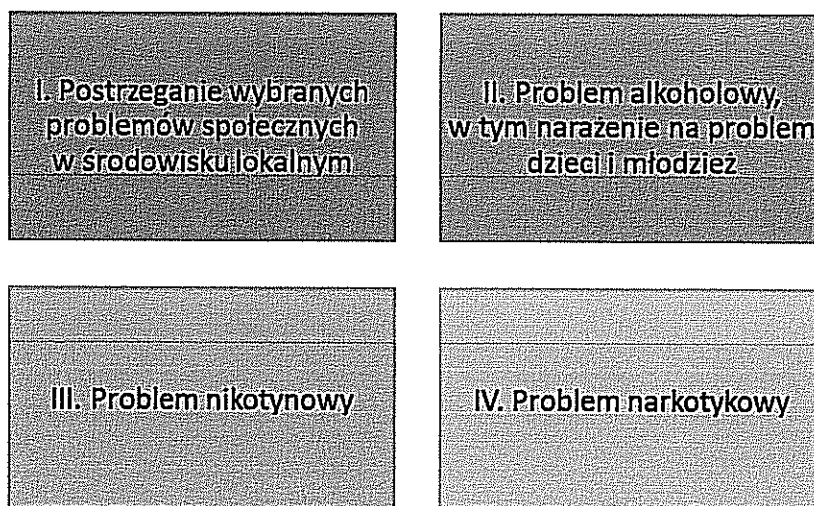 I. Postrzeganie wybranych
problemów społecznych
w środowisku lokalnym
II. Problem alkoholowy,
w tym narażenie na problem
dzieci i młodzież
III. Problem nikotynowy
IV. Problem narkotykowy